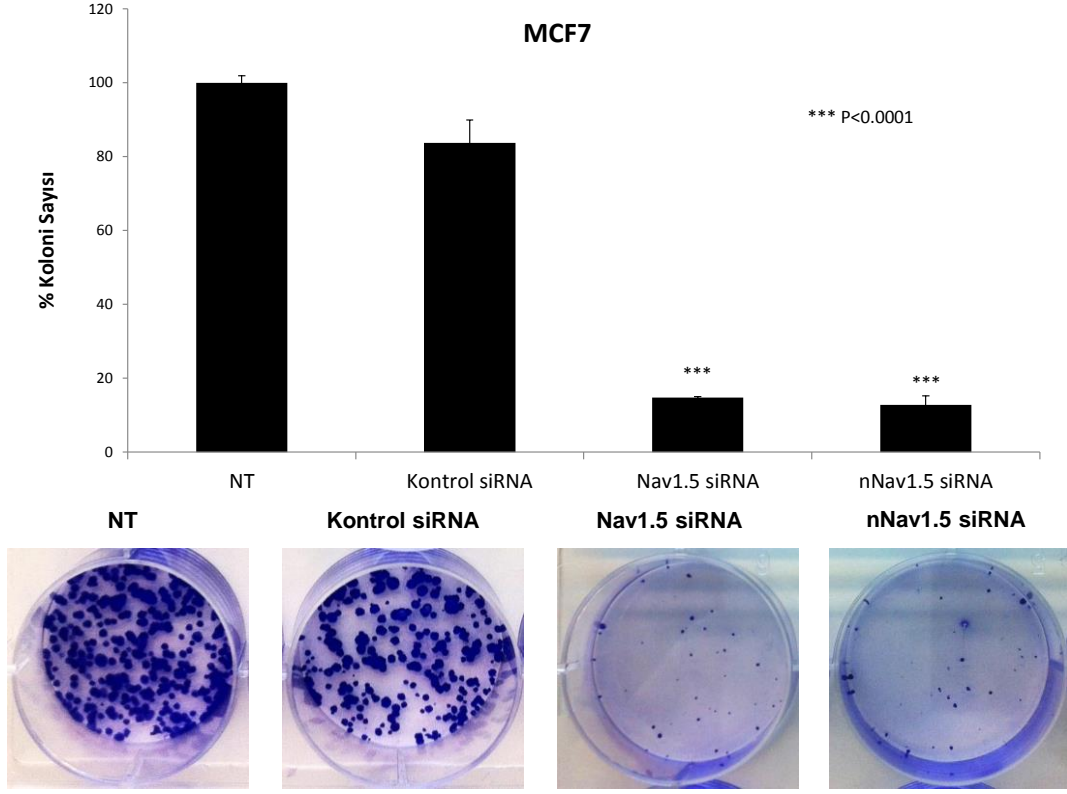 MCF7
*** P<0.0001
% Koloni Sayısı
120
100
80
60
40
20
0
***
***
NT
Kontrol siRNA
Nav1.5 siRNA
nNav1.5 siRNA
NT
Kontrol siRNA
Nav1.5 siRNA
nNav1.5 siRNA